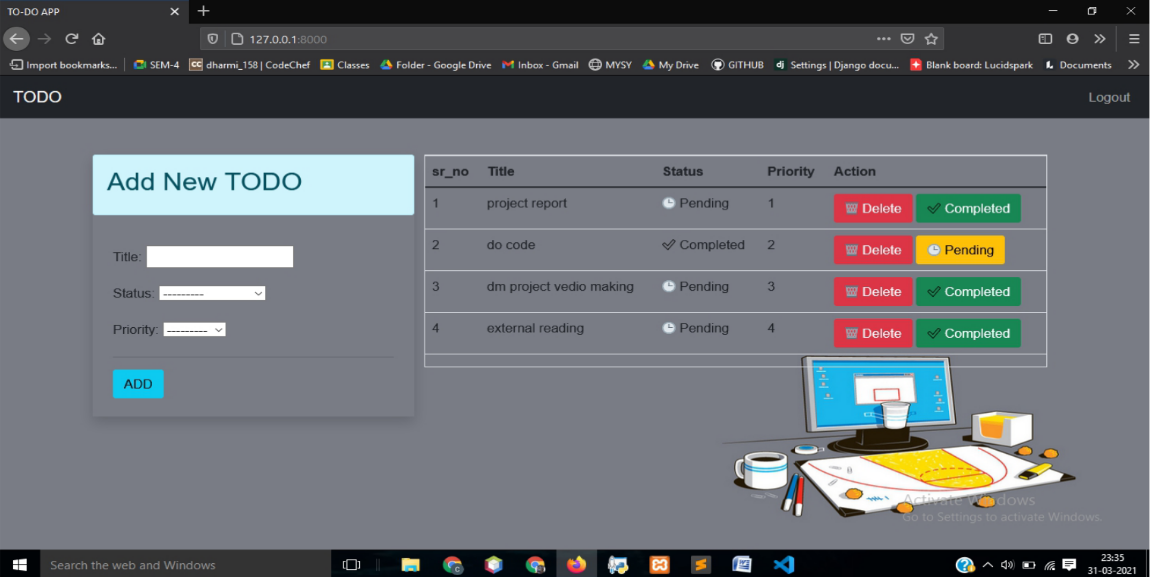 TO-DO APP
127.0.0.1:8000
Import bookmarks... SEM-4 CC dharmi_158 | CodeChef Classes Folder - Google Drive Inbox - Gmail MYSY My Drive GITHUB dj Settings | Django docu... Blank board: Lucidspark Documents
TODO Logout
Add New TODO
Title:
Status: ---------
Priority: ---------
ADD
sr_no Title Status Priority Action
1 project report Pending 1 Delete Completed
2 do code Completed 2 Delete Pending
3 dm project vedio making Pending 3 Delete Completed
4 external reading Pending 4 Delete Completed
Activate Windows
Go to Settings to activate Windows.
Search the web and Windows
23:35
31-03-2021